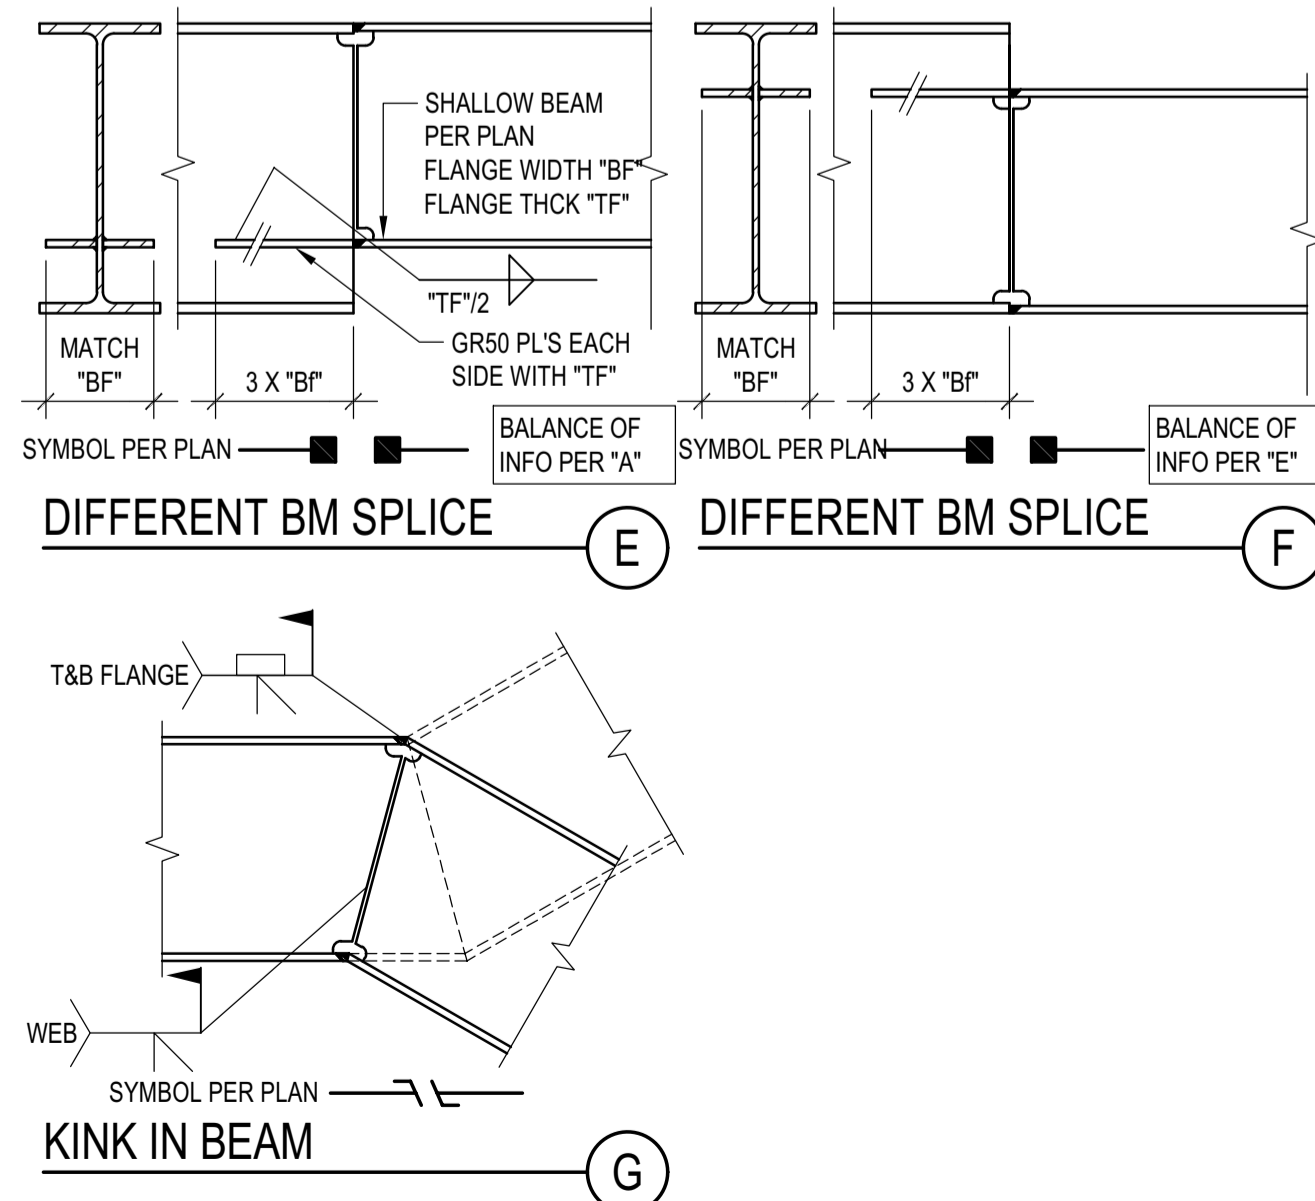 SHALLOW BEAM
PER PLAN
FLANGE WIDTH "BF"
FLANGE THCK "TF"
"TF"/2
GR50 PL'S EACH
SIDE WITH "TF"
MATCH
"BF"
3 X "Bf"
SYMBOL PER PLAN
BALANCE OF
INFO PER "A"
DIFFERENT BM SPLICE
E
MATCH
"BF"
3 X "Bf"
SYMBOL PER PLAN
BALANCE OF
INFO PER "E"
DIFFERENT BM SPLICE
F
T&B FLANGE
WEB
SYMBOL PER PLAN
KINK IN BEAM
G